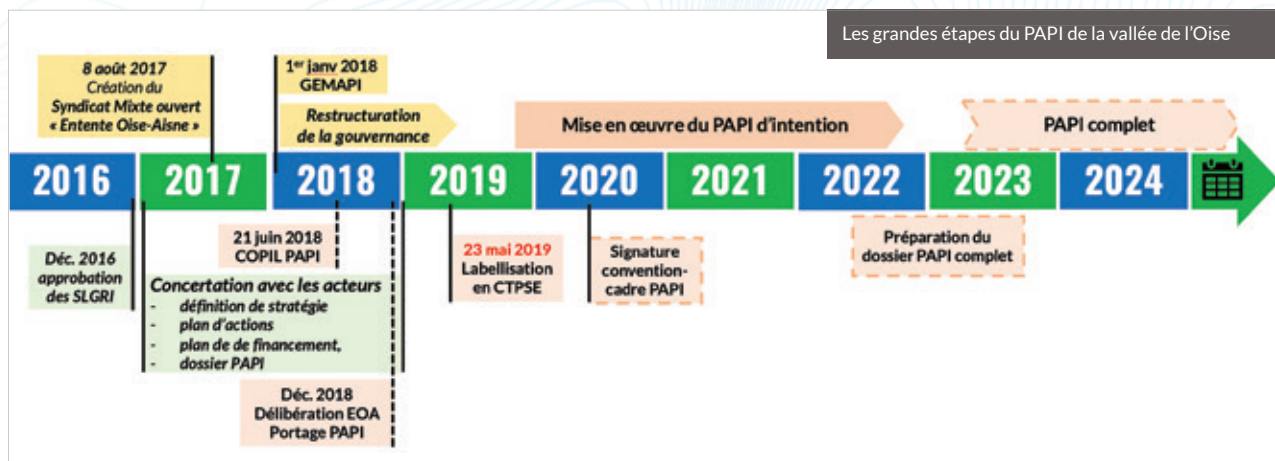 Les grandes étapes du PAPI de la vallée de l'Oise
8 août 2017
Création du
Syndicat Mixte ouvert
« Entente Oise-Aisne »
1er janv 2018
GEMAPI
Restructuration
de la gouvernance
Mise en œuvre du PAPI d'intention
PAPI complet
2016
2017
2018
2019
2020
2021
2022
2023
2024
Déc. 2016
approbation
des SLGRI
21 juin 2018
COPIL PAPI
Concertation avec les acteurs
- définition de stratégie
- plan d'actions
- plan de de financement,
- dossier PAPI
Déc. 2018
Délibération EOA
Portage PAPI
23 mai 2019
Labellisation
en CTPSE
Signature
convention-
cadre PAPI
Préparation du
dossier PAPI complet